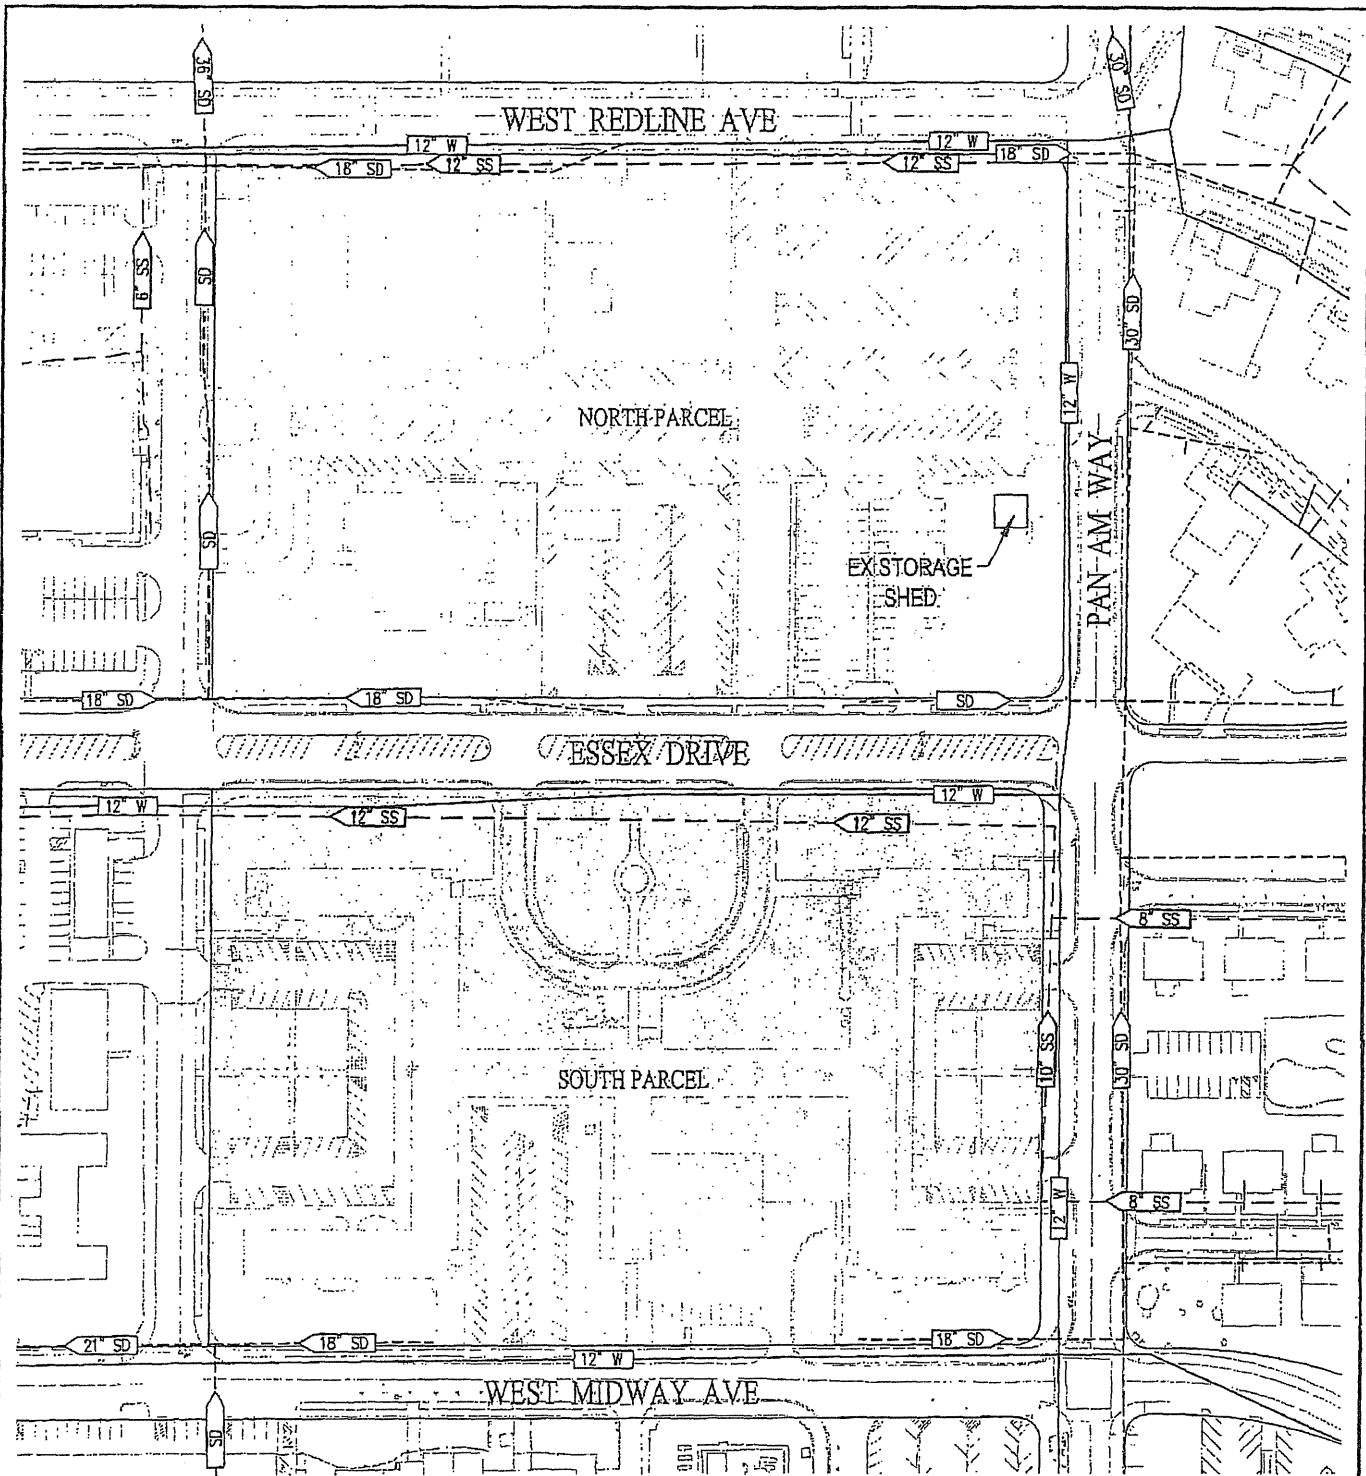 36" SD
30" SD
WEST REDLINE AVE
12" W
12" W
18" SD
12" SS
12" SS
18" SD
6" SS
SD
30" SD
12" W
NORTH PARCEL
PAN AM WAY
SD
EX STORAGE
SHED
18" SD
18" SD
SD
ESSEX DRIVE
12" W
12" W
12" SS
12" SS
8" SS
10" SS
30" SD
SOUTH PARCEL
12" W
8" SS
21" SD
18" SD
18" SD
12" W
WEST MIDWAY AVE
SD